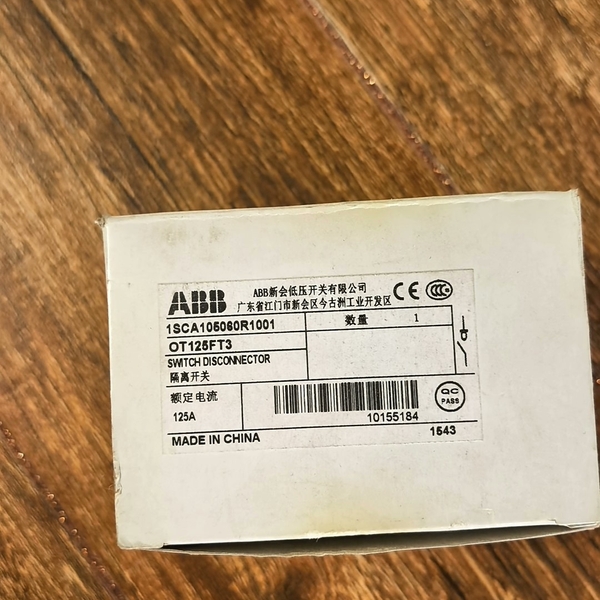 ABB
ABB新会低压开关有限公司
广东省江门市新会区今古洲工业开发区
CE
CCC
1SCA105060R1001
数量 1
OT125FT3
SWITCH DISCONNECTOR
隔离开关
额定电流
125A
10155184
QC
PASS
MADE IN CHINA
1543